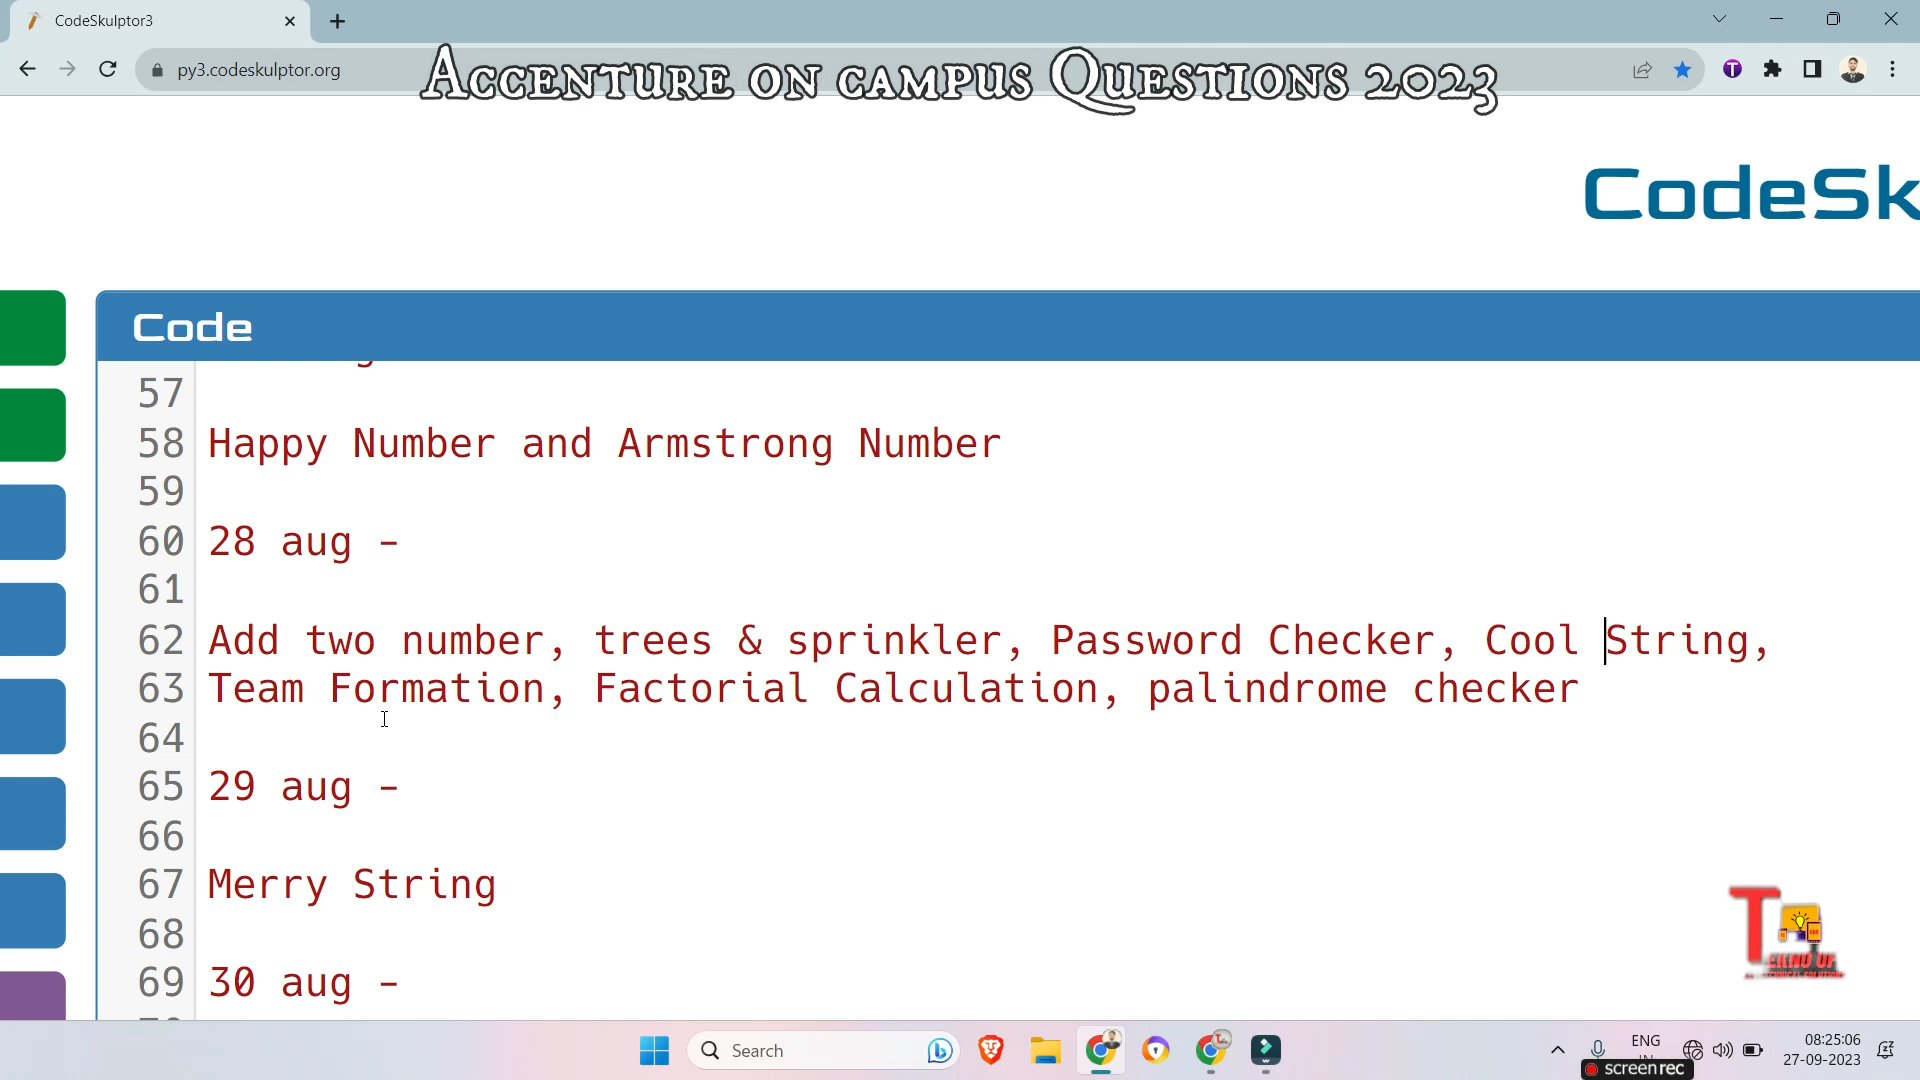 CodeSkulptor3
py3.codeskulptor.org
Accenture on campus Questions 2023
CodeSk
Code
57
58 Happy Number and Armstrong Number
59
60 28 aug -
61
62 Add two number, trees & sprinkler, Password Checker, Cool String,
63 Team Formation, Factorial Calculation, palindrome checker
64
65 29 aug -
66
67 Merry String
68
69 30 aug -
Search
ENG
08:25:06
27-09-2023
screenrec